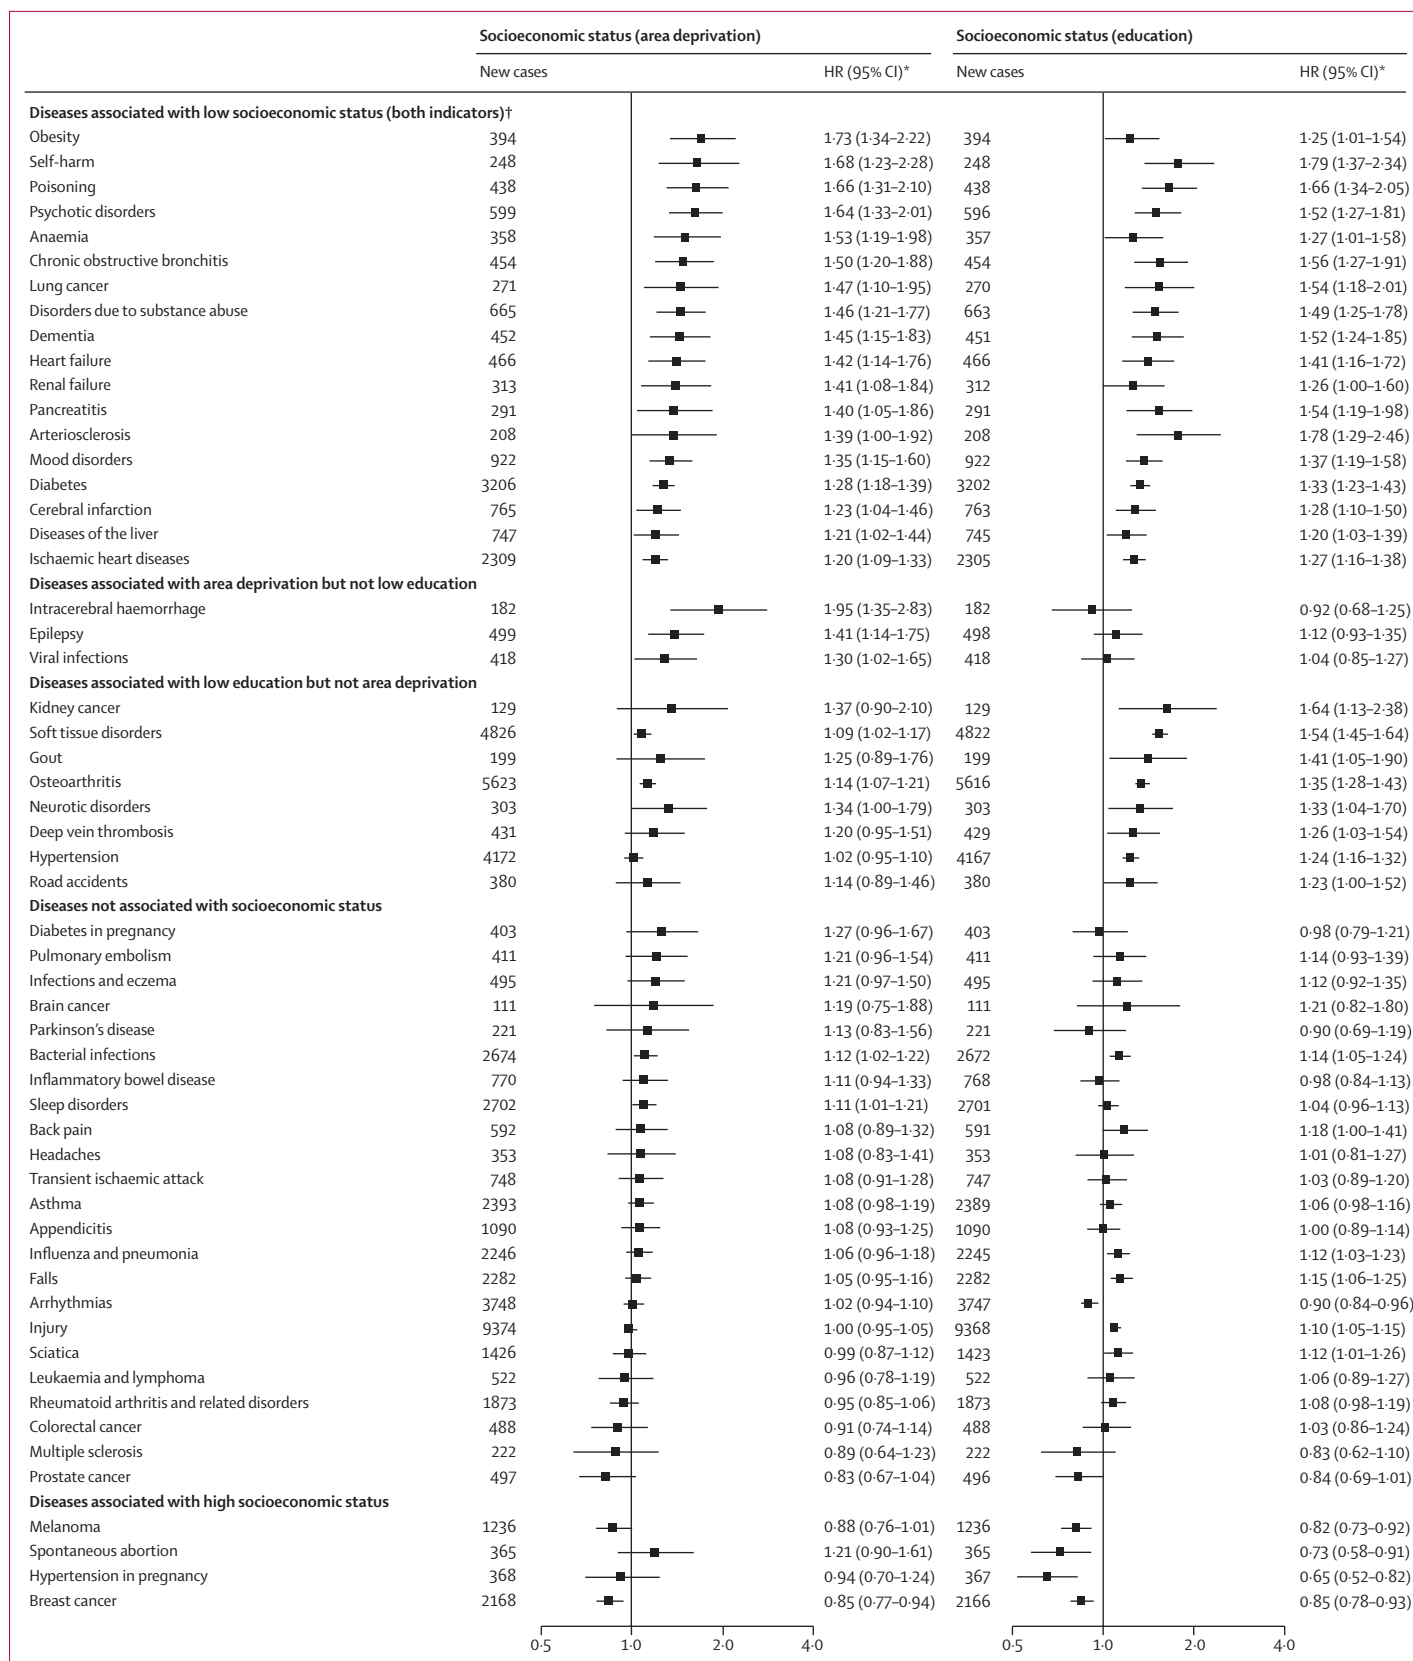 Socioeconomic status (area deprivation) Socioeconomic status (education)
New cases HR (95% CI)* New cases HR (95% CI)*
Diseases associated with low socioeconomic status (both indicators)†
Obesity 394 1·73 (1·34–2·22) 394 1·25 (1·01–1·54)
Self-harm 248 1·68 (1·23–2·28) 248 1·79 (1·37–2·34)
Poisoning 438 1·66 (1·31–2·10) 438 1·66 (1·34–2·05)
Psychotic disorders 599 1·64 (1·33–2·01) 596 1·52 (1·27–1·81)
Anaemia 358 1·53 (1·19–1·98) 357 1·27 (1·01–1·58)
Chronic obstructive bronchitis 454 1·50 (1·20–1·88) 454 1·56 (1·27–1·91)
Lung cancer 271 1·47 (1·10–1·95) 270 1·54 (1·18–2·01)
Disorders due to substance abuse 665 1·46 (1·21–1·77) 663 1·49 (1·25–1·78)
Dementia 452 1·45 (1·15–1·83) 451 1·52 (1·24–1·85)
Heart failure 466 1·42 (1·14–1·76) 466 1·41 (1·16–1·72)
Renal failure 313 1·41 (1·08–1·84) 312 1·26 (1·00–1·60)
Pancreatitis 291 1·40 (1·05–1·86) 291 1·54 (1·19–1·98)
Arteriosclerosis 208 1·39 (1·00–1·92) 208 1·78 (1·29–2·46)
Mood disorders 922 1·35 (1·15–1·60) 922 1·37 (1·19–1·58)
Diabetes 3206 1·28 (1·18–1·39) 3202 1·33 (1·23–1·43)
Cerebral infarction 765 1·23 (1·04–1·46) 763 1·28 (1·10–1·50)
Diseases of the liver 747 1·21 (1·02–1·44) 745 1·20 (1·03–1·39)
Ischaemic heart diseases 2309 1·20 (1·09–1·33) 2305 1·27 (1·16–1·38)
Diseases associated with area deprivation but not low education
Intracerebral haemorrhage 182 1·95 (1·35–2·83) 182 0·92 (0·68–1·25)
Epilepsy 499 1·41 (1·14–1·75) 498 1·12 (0·93–1·35)
Viral infections 418 1·30 (1·02–1·65) 418 1·04 (0·85–1·27)
Diseases associated with low education but not area deprivation
Kidney cancer 129 1·37 (0·90–2·10) 129 1·64 (1·13–2·38)
Soft tissue disorders 4826 1·09 (1·02–1·17) 4822 1·54 (1·45–1·64)
Gout 199 1·25 (0·89–1·76) 199 1·41 (1·05–1·90)
Osteoarthritis 5623 1·14 (1·07–1·21) 5616 1·35 (1·28–1·43)
Neurotic disorders 303 1·34 (1·00–1·79) 303 1·33 (1·04–1·70)
Deep vein thrombosis 431 1·20 (0·95–1·51) 429 1·26 (1·03–1·54)
Hypertension 4172 1·02 (0·95–1·10) 4167 1·24 (1·16–1·32)
Road accidents 380 1·14 (0·89–1·46) 380 1·23 (1·00–1·52)
Diseases not associated with socioeconomic status
Diabetes in pregnancy 403 1·27 (0·96–1·67) 403 0·98 (0·79–1·21)
Pulmonary embolism 411 1·21 (0·96–1·54) 411 1·14 (0·93–1·39)
Infections and eczema 495 1·21 (0·97–1·50) 495 1·12 (0·92–1·35)
Brain cancer 111 1·19 (0·75–1·88) 111 1·21 (0·82–1·80)
Parkinson's disease 221 1·13 (0·83–1·56) 221 0·90 (0·69–1·19)
Bacterial infections 2674 1·12 (1·02–1·22) 2672 1·14 (1·05–1·24)
Inflammatory bowel disease 770 1·11 (0·94–1·33) 768 0·98 (0·84–1·13)
Sleep disorders 2702 1·11 (1·01–1·21) 2701 1·04 (0·96–1·13)
Back pain 592 1·08 (0·89–1·32) 591 1·18 (1·00–1·41)
Headaches 353 1·08 (0·83–1·41) 353 1·01 (0·81–1·27)
Transient ischaemic attack 748 1·08 (0·91–1·28) 747 1·03 (0·89–1·20)
Asthma 2393 1·08 (0·98–1·19) 2389 1·06 (0·98–1·16)
Appendicitis 1090 1·08 (0·93–1·25) 1090 1·00 (0·89–1·14)
Influenza and pneumonia 2246 1·06 (0·96–1·18) 2245 1·12 (1·03–1·23)
Falls 2282 1·05 (0·95–1·16) 2282 1·15 (1·06–1·25)
Arrhythmias 3748 1·02 (0·94–1·10) 3747 0·90 (0·84–0·96)
Injury 9374 1·00 (0·95–1·05) 9368 1·10 (1·05–1·15)
Sciatica 1426 0·99 (0·87–1·12) 1423 1·12 (1·01–1·26)
Leukaemia and lymphoma 522 0·96 (0·78–1·19) 522 1·06 (0·89–1·27)
Rheumatoid arthritis and related disorders 1873 0·95 (0·85–1·06) 1873 1·08 (0·98–1·19)
Colorectal cancer 488 0·91 (0·74–1·14) 488 1·03 (0·86–1·24)
Multiple sclerosis 222 0·89 (0·64–1·23) 222 0·83 (0·62–1·10)
Prostate cancer 497 0·83 (0·67–1·04) 496 0·84 (0·69–1·01)
Diseases associated with high socioeconomic status
Melanoma 1236 0·88 (0·76–1·01) 1236 0·82 (0·73–0·92)
Spontaneous abortion 365 1·21 (0·90–1·61) 365 0·73 (0·58–0·91)
Hypertension in pregnancy 368 0·94 (0·70–1·24) 367 0·65 (0·52–0·82)
Breast cancer 2168 0·85 (0·77–0·94) 2166 0·85 (0·78–0·93)
0·5 1·0 2·0 4·0 0·5 1·0 2·0 4·0